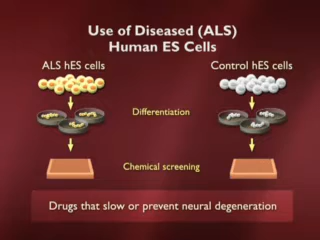 Use of Diseased (ALS)
Human ES Cells
ALS hES cells
Control hES cells
Differentiation
Chemical screening
Drugs that slow or prevent neural degeneration